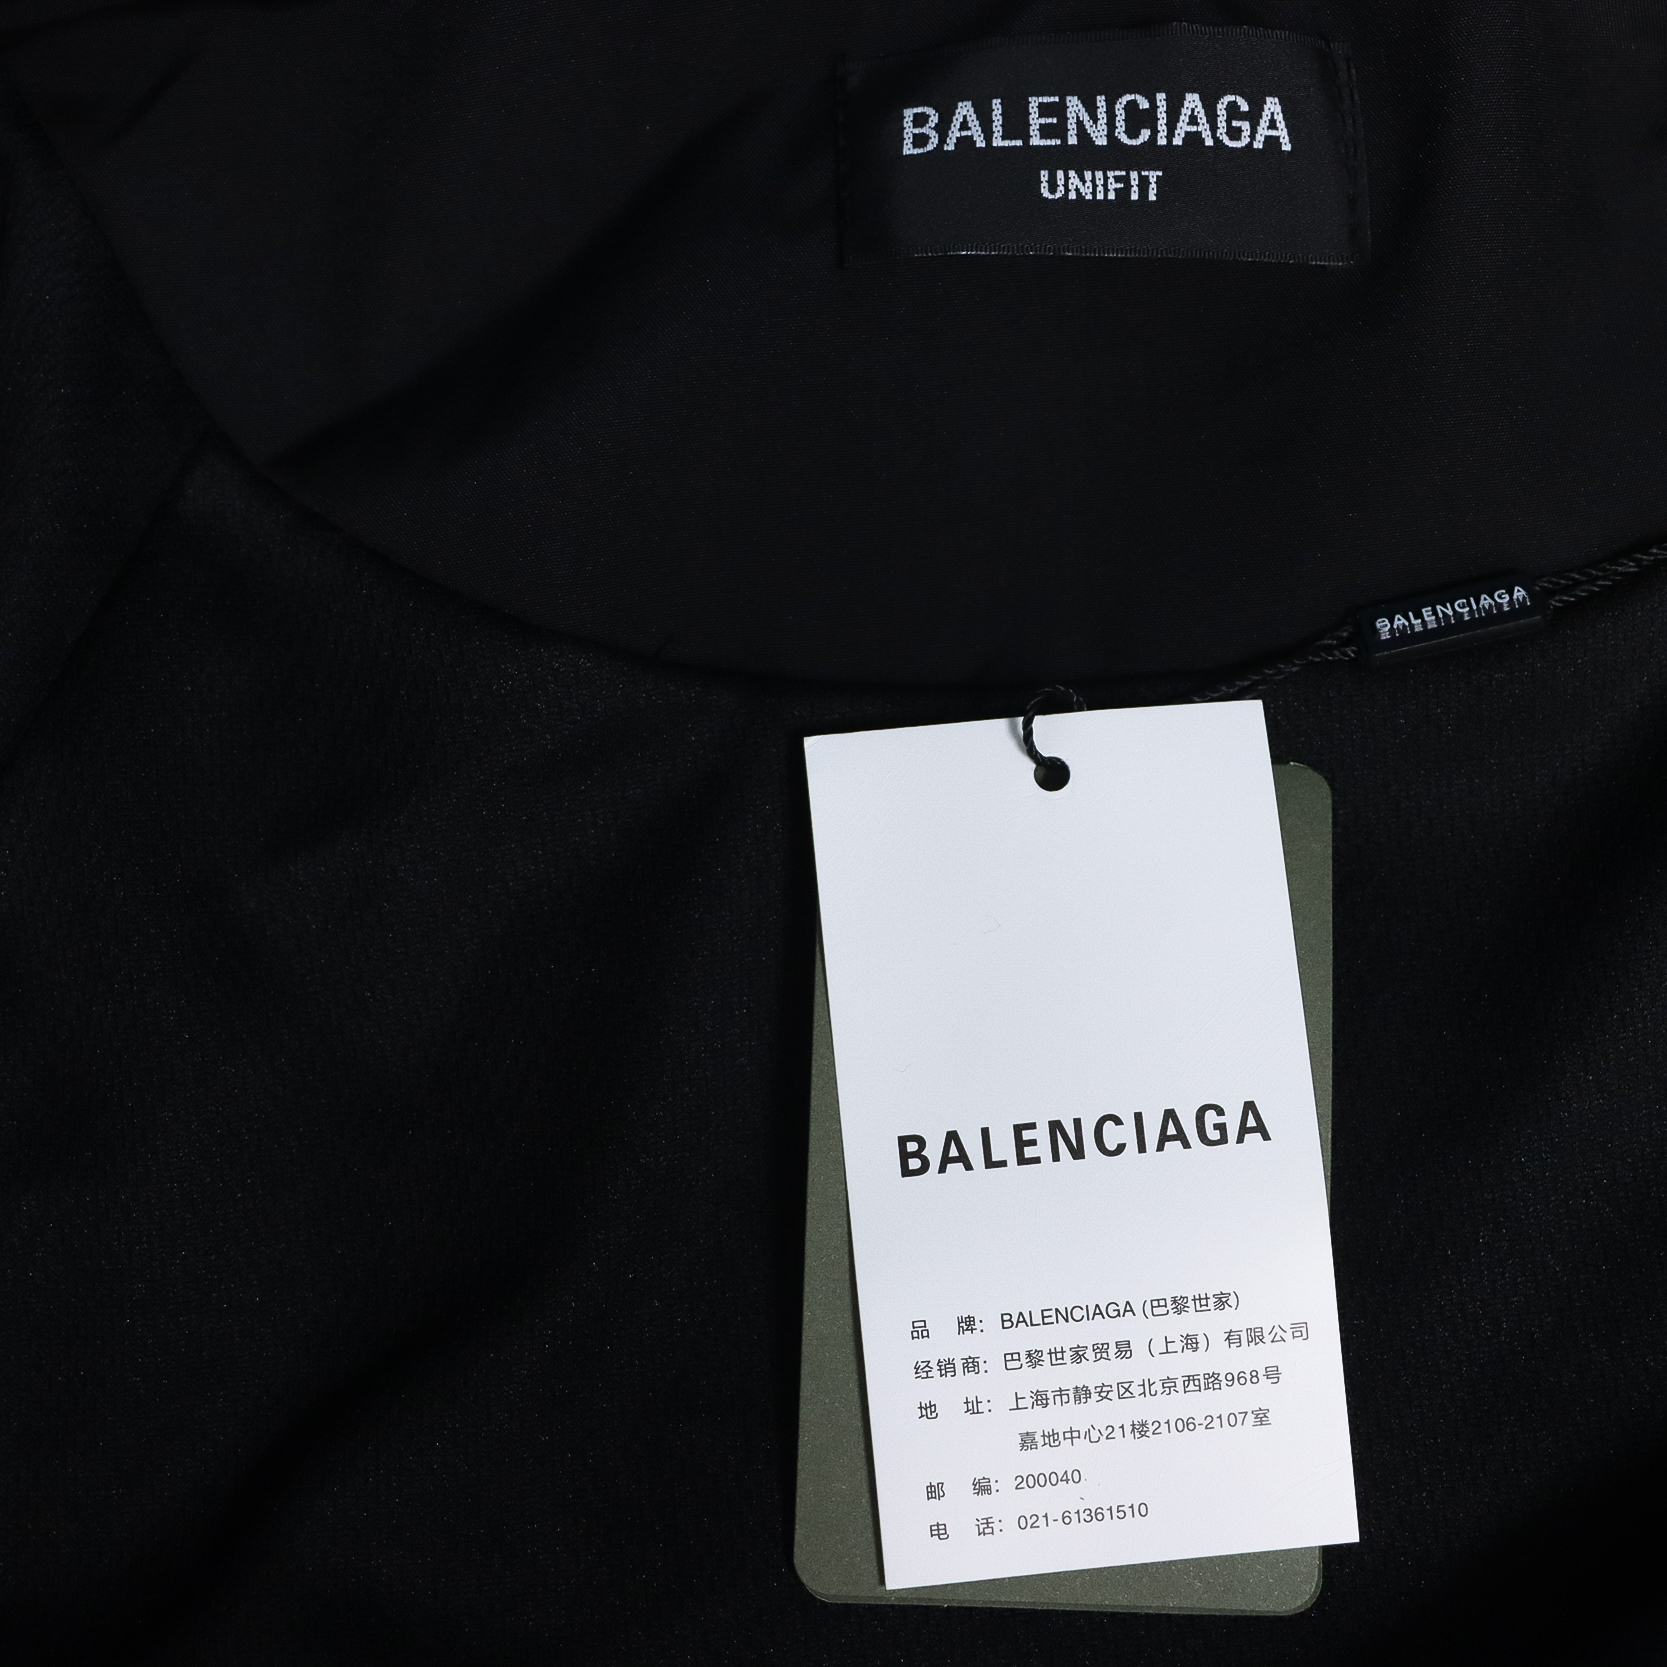 BALENCIAGA
UNIFIT
BALENCIAGA
BALENCIAGA
品 牌: BALENCIAGA (巴黎世家)
经销商: 巴黎世家贸易（上海）有限公司
地 址: 上海市静安区北京西路968号
嘉地中心21楼2106-2107室
邮 编: 200040
电 话: 021-61361510